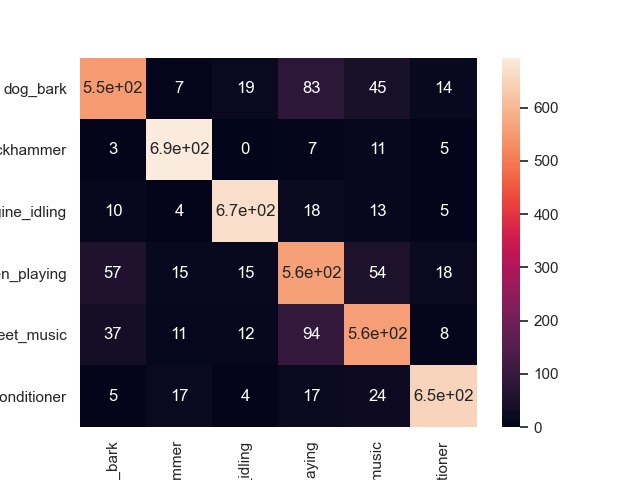 dog_bark 5.5e+02 7 19 83 45 14
ckhammer 3 6.9e+02 0 7 11 5
gine_idling 10 4 6.7e+02 18 13 5
en_playing 57 15 15 5.6e+02 54 18
eet_music 37 11 12 94 5.6e+02 8
onditioner 5 17 4 17 24 6.5e+02
_bark mmer _idling aying music tioner
600
500
400
300
200
100
0